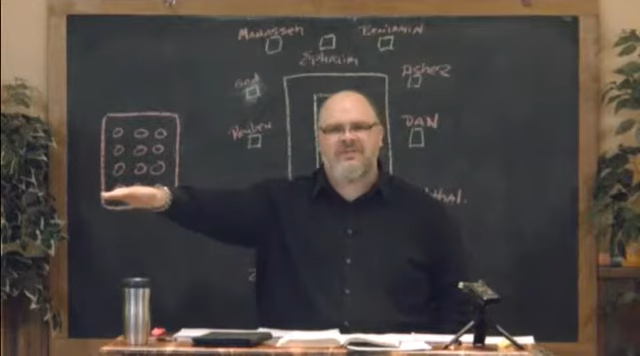 Manasseh
Benjamin
Ephraim
Gad
Asher
Reuben
DAN